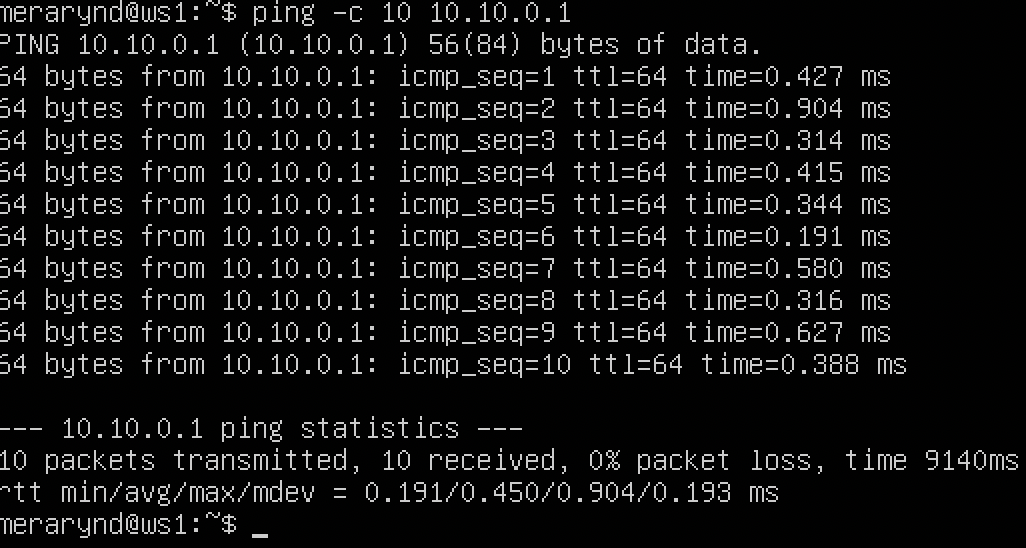 merarynd@ws1:~$ ping -c 10 10.10.0.1
PING 10.10.0.1 (10.10.0.1) 56(84) bytes of data.
64 bytes from 10.10.0.1: icmp_seq=1 ttl=64 time=0.427 ms
64 bytes from 10.10.0.1: icmp_seq=2 ttl=64 time=0.904 ms
64 bytes from 10.10.0.1: icmp_seq=3 ttl=64 time=0.314 ms
64 bytes from 10.10.0.1: icmp_seq=4 ttl=64 time=0.415 ms
64 bytes from 10.10.0.1: icmp_seq=5 ttl=64 time=0.344 ms
64 bytes from 10.10.0.1: icmp_seq=6 ttl=64 time=0.191 ms
64 bytes from 10.10.0.1: icmp_seq=7 ttl=64 time=0.580 ms
64 bytes from 10.10.0.1: icmp_seq=8 ttl=64 time=0.316 ms
64 bytes from 10.10.0.1: icmp_seq=9 ttl=64 time=0.627 ms
64 bytes from 10.10.0.1: icmp_seq=10 ttl=64 time=0.388 ms
--- 10.10.0.1 ping statistics ---
10 packets transmitted, 10 received, 0% packet loss, time 9140ms
rtt min/avg/max/mdev = 0.191/0.450/0.904/0.193 ms
merarynd@ws1:~$ _